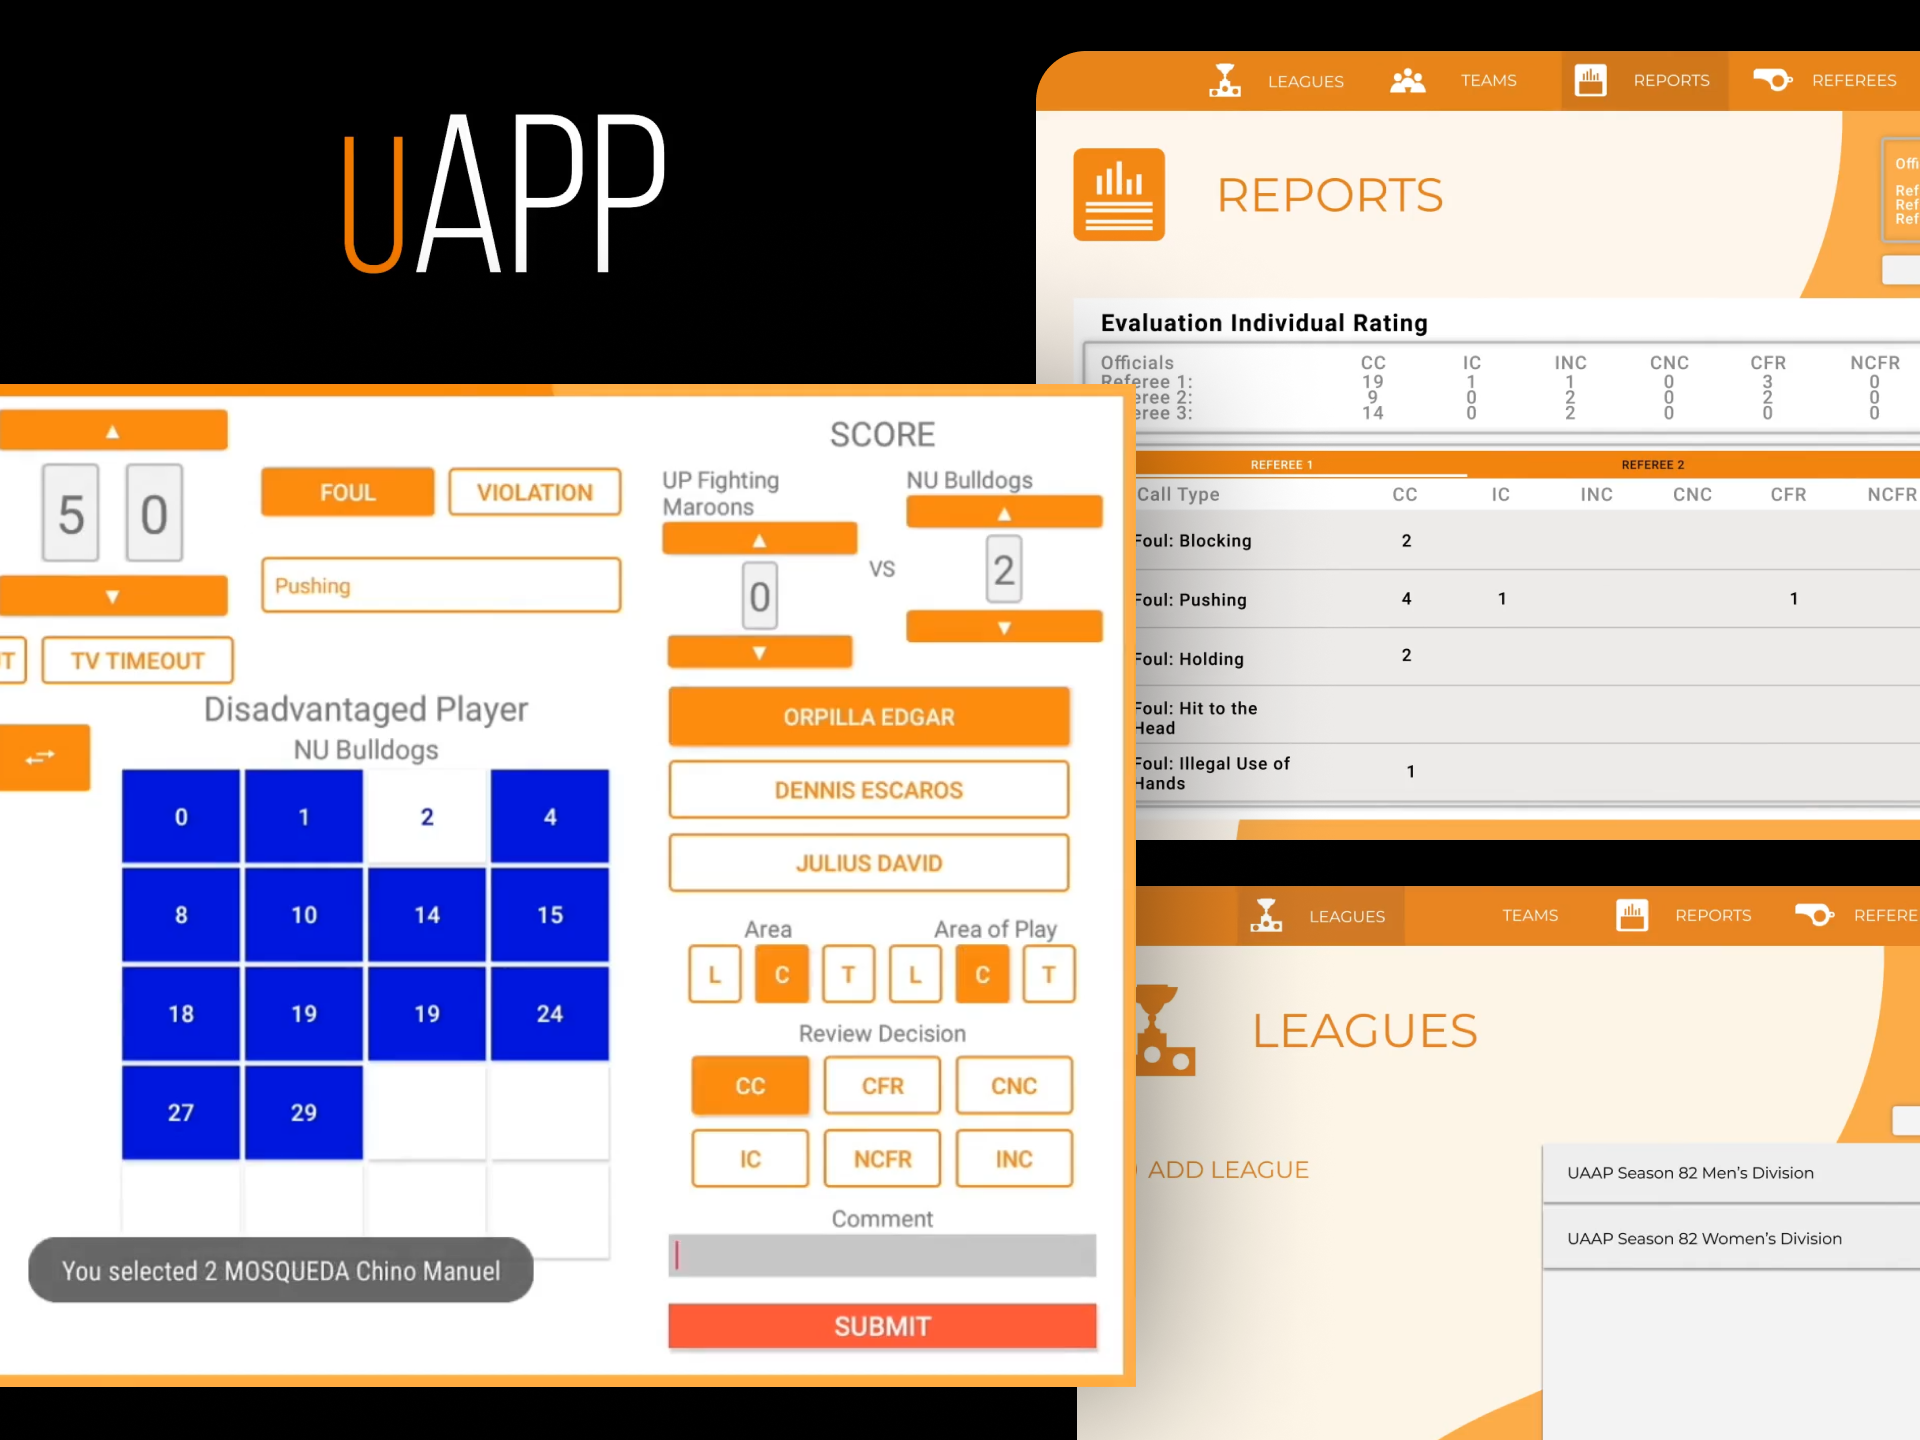 uAPP
LEAGUES
TEAMS
REPORTS
REFEREES
REPORTS
Offi
Ref
Ref
Ref
Evaluation Individual Rating
Officials CC IC INC CNC CFR NCFR
Referee 1: 19 1 1 0 3 0
eree 2: 9 0 2 0 2 0
eree 3: 14 0 2 0 0 0
REFEREE 1 REFEREE 2
Call Type CC IC INC CNC CFR NCFR
Foul: Blocking 2
Foul: Pushing 4 1 1
Foul: Holding 2
Foul: Hit to the
Head
Foul: Illegal Use of
Hands 1
▲
5 0
▼
FOUL VIOLATION
Pushing
T TV TIMEOUT
Disadvantaged Player
NU Bulldogs
0 1 2 4
8 10 14 15
18 19 19 24
27 29
You selected 2 MOSQUEDA Chino Manuel
SCORE
UP Fighting
Maroons
▲
0
▼
VS
NU Bulldogs
▲
2
▼
ORPILLA EDGAR
DENNIS ESCAROS
JULIUS DAVID
Area Area of Play
L C T L C T
Review Decision
CC CFR CNC
IC NCFR INC
Comment
SUBMIT
LEAGUES
TEAMS
REPORTS
REFERE
LEAGUES
ADD LEAGUE
UAAP Season 82 Men’s Division
UAAP Season 82 Women’s Division